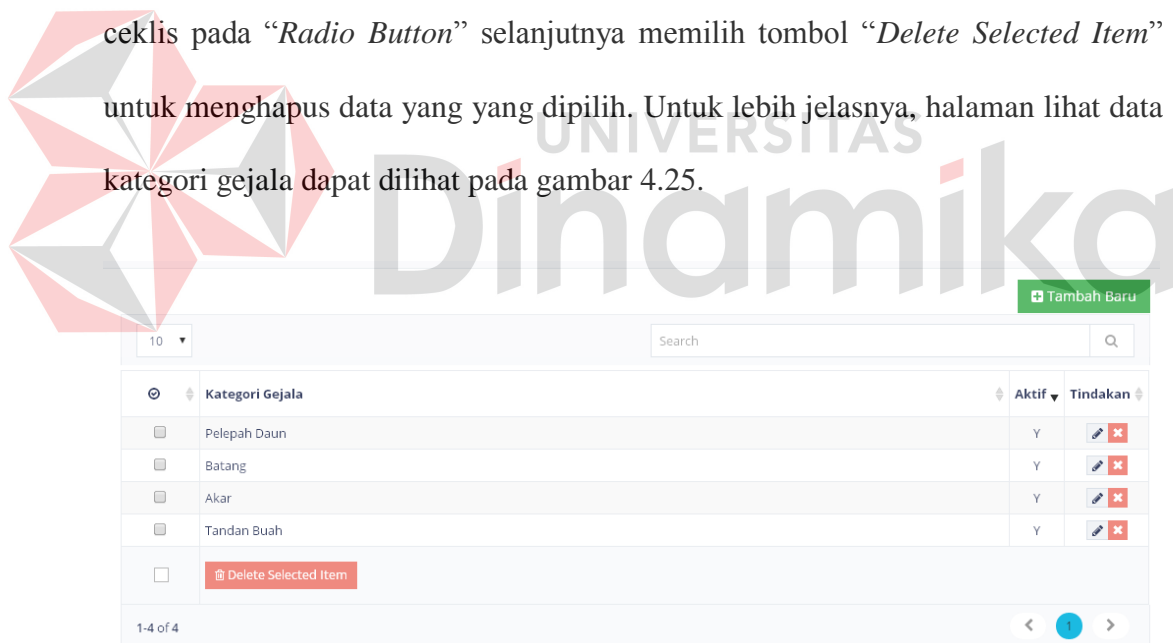 ceklis pada “Radio Button” selanjutnya memilih tombol “Delete Selected Item”
untuk menghapus data yang yang dipilih. Untuk lebih jelasnya, halaman lihat data
kategori gejala dapat dilihat pada gambar 4.25.
UNIVERSITAS
Dinamika
Tambah Baru
10 Search
Kategori Gejala Aktif Tindakan
Pelepah Daun Y
Batang Y
Akar Y
Tandan Buah Y
Delete Selected Item
1-4 of 4 1